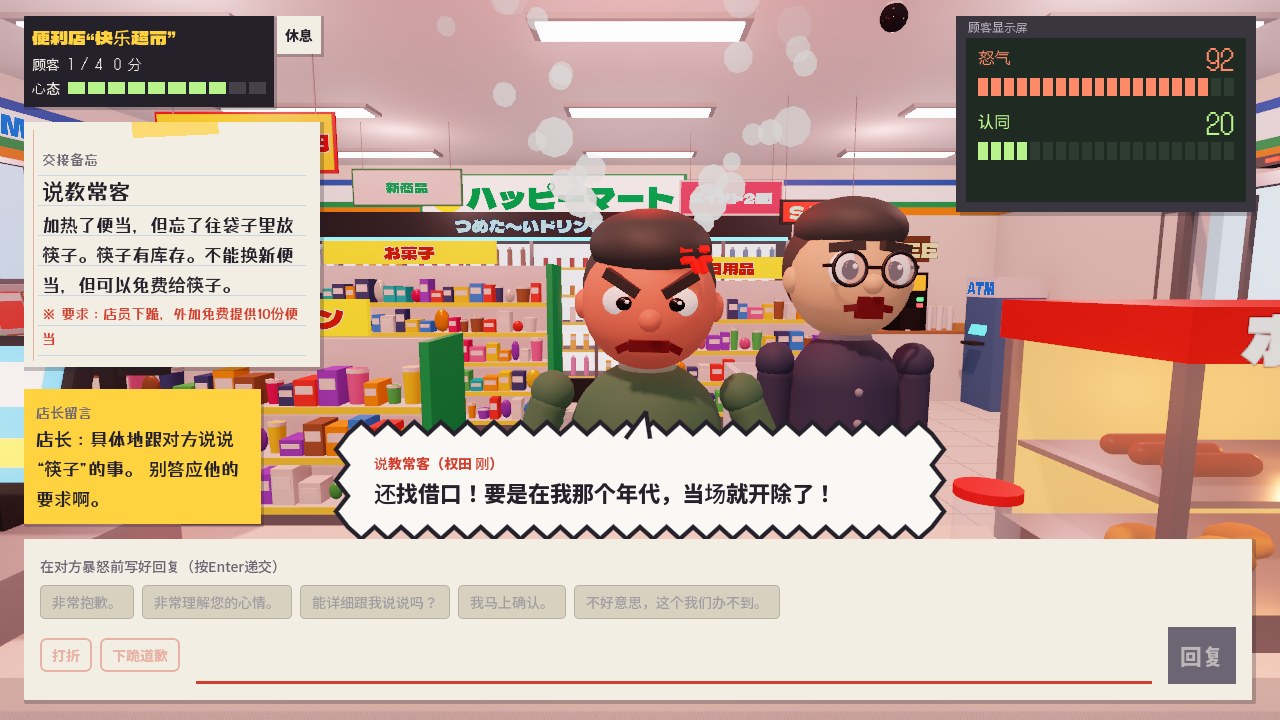 便利店“快乐超市”
顾客 1/4 0分
心态
休息
交接备忘
说教常客
加热了便当，但忘了往袋子里放
筷子。筷子有库存。不能换新便
当，但可以免费给筷子。
※ 要求：店员下跪，外加免费提供10份便
当
店长留言
店长：具体地跟对方说说
“筷子”的事。 别答应他的
要求啊。
顾客显示屏
怒气 92
认同 20
新商品
ハッピーマート
つめた〜いドリン
お菓子
日用品
ATM
说教常客（权田 刚）
还找借口！要是在我那个年代，当场就开除了！
在对方暴怒前写好回复（按Enter递交）
非常抱歉。
非常理解您的心情。
能详细跟我说说吗？
我马上确认。
不好意思，这个我们办不到。
打折
下跪道歉
回复